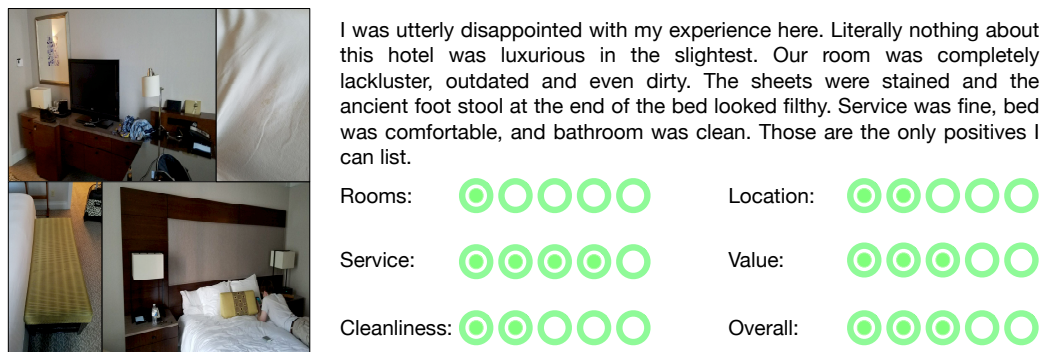 I was utterly disappointed with my experience here. Literally nothing about
this hotel was luxurious in the slightest. Our room was completely
lackluster, outdated and even dirty. The sheets were stained and the
ancient foot stool at the end of the bed looked filthy. Service was fine, bed
was comfortable, and bathroom was clean. Those are the only positives I
can list.
Rooms: Location:
Service: Value:
Cleanliness: Overall: